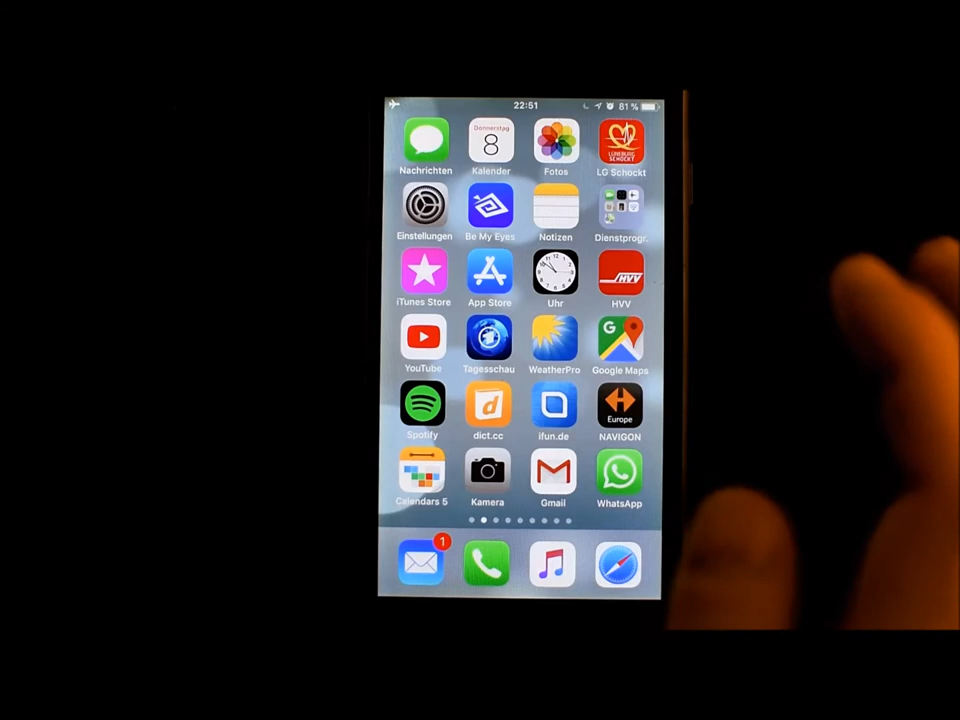 22:51 81 %
Donnerstag
8
LÜNEBURG
SCHOCKT
Nachrichten Kalender Fotos LG Schockt
Einstellungen Be My Eyes Notizen Dienstprogr.
HVV
iTunes Store App Store Uhr HVV
G
YouTube Tagesschau WeatherPro Google Maps
d
Europe
Spotify dict.cc ifun.de NAVIGON
Calendars 5 Kamera Gmail WhatsApp
1